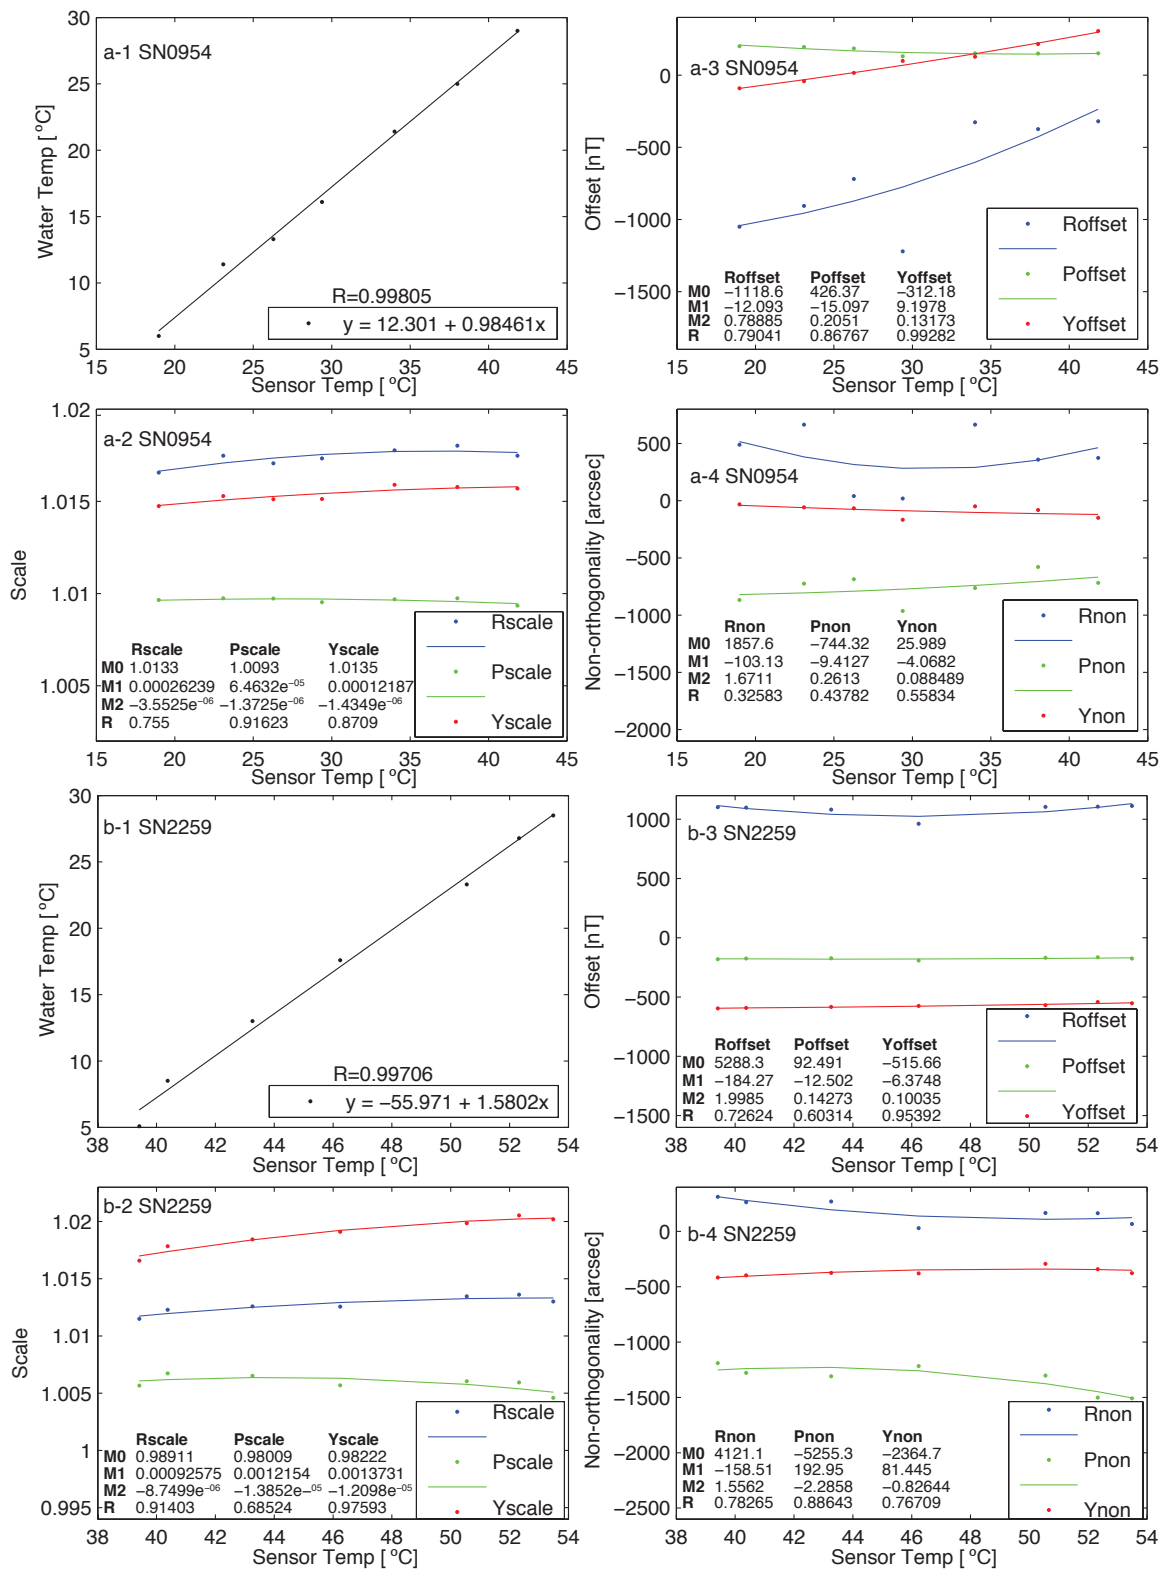 a-1 SN0954
Water Temp [ °C]
30
25
20
15
10
5
R=0.99805
y = 12.301 + 0.98461x
15 20 25 30 35 40 45
Sensor Temp [ °C]
a-3 SN0954
Offset [nT]
0
−500
−1000
−1500
Roffset
Poffset
Yoffset
Roffset Poffset Yoffset
M0 −1118.6 426.37 −312.18
M1 −12.093 −15.097 9.1978
M2 0.78885 0.2051 0.13173
R 0.79041 0.86767 0.99282
15 20 25 30 35 40 45
Sensor Temp [ °C]
a-2 SN0954
Scale
1.02
1.015
1.01
1.005
Rscale
Pscale
Yscale
Rscale Pscale Yscale
M0 1.0133 1.0093 1.0135
M1 0.00026239 6.4632e−05 0.00012187
M2 −3.5525e−06 −1.3725e−06 −1.4349e−06
R 0.755 0.91623 0.8709
15 20 25 30 35 40 45
Sensor Temp [ °C]
a-4 SN0954
Non-orthogonality [arcsec]
500
0
−500
−1000
−1500
−2000
Rnon
Pnon
Ynon
Rnon Pnon Ynon
M0 1857.6 −744.32 25.989
M1 −103.13 −9.4127 −4.0682
M2 1.6711 0.2613 0.088489
R 0.32583 0.43782 0.55834
15 20 25 30 35 40 45
Sensor Temp [ °C]
b-1 SN2259
Water Temp [ °C]
30
25
20
15
10
5
R=0.99706
y = −55.971 + 1.5802x
38 40 42 44 46 48 50 52 54
Sensor Temp [ °C]
b-3 SN2259
Offset [nT]
1000
500
0
−500
−1000
−1500
Roffset
Poffset
Yoffset
Roffset Poffset Yoffset
M0 5288.3 92.491 −515.66
M1 −184.27 −12.502 −6.3748
M2 1.9985 0.14273 0.10035
R 0.72624 0.60314 0.95392
38 40 42 44 46 48 50 52 54
Sensor Temp [ °C]
b-2 SN2259
Scale
1.02
1.015
1.01
1.005
1
0.995
Rscale
Pscale
Yscale
Rscale Pscale Yscale
M0 0.98911 0.98009 0.98222
M1 0.00092575 0.0012154 0.0013731
M2 −8.7499e−06 −1.3852e−05 −1.2098e−05
R 0.91403 0.68524 0.97593
38 40 42 44 46 48 50 52 54
Sensor Temp [ °C]
b-4 SN2259
Non-orthogonality [arcsec]
0
−500
−1000
−1500
−2000
−2500
Rnon
Pnon
Ynon
Rnon Pnon Ynon
M0 4121.1 −5255.3 −2364.7
M1 −158.51 192.95 81.445
M2 1.5562 −2.2858 −0.82644
R 0.78265 0.88643 0.76709
38 40 42 44 46 48 50 52 54
Sensor Temp [ °C]